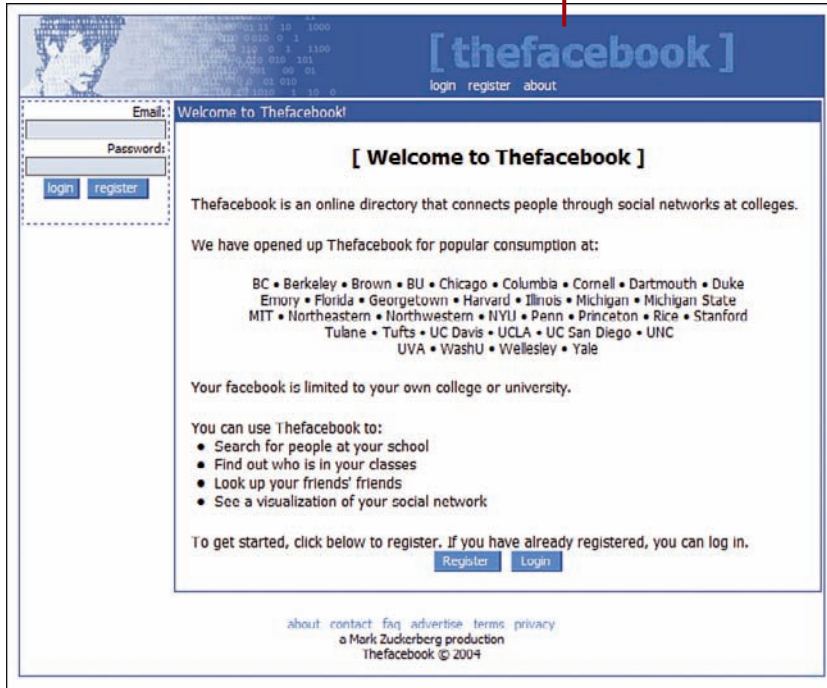 [ thefacebook ]
login register about
Email:
Password:
login register
Welcome to Thefacebook!
[ Welcome to Thefacebook ]
Thefacebook is an online directory that connects people through social networks at colleges.
We have opened up Thefacebook for popular consumption at:
BC • Berkeley • Brown • BU • Chicago • Columbia • Cornell • Dartmouth • Duke
Emory • Florida • Georgetown • Harvard • Illinois • Michigan • Michigan State
MIT • Northeastern • Northwestern • NYU • Penn • Princeton • Rice • Stanford
Tulane • Tufts • UC Davis • UCLA • UC San Diego • UNC
UVA • WashU • Wellesley • Yale
Your facebook is limited to your own college or university.
You can use Thefacebook to:
• Search for people at your school
• Find out who is in your classes
• Look up your friends' friends
• See a visualization of your social network
To get started, click below to register. If you have already registered, you can log in.
Register Login
about contact faq advertise terms privacy
a Mark Zuckerberg production
Thefacebook © 2004